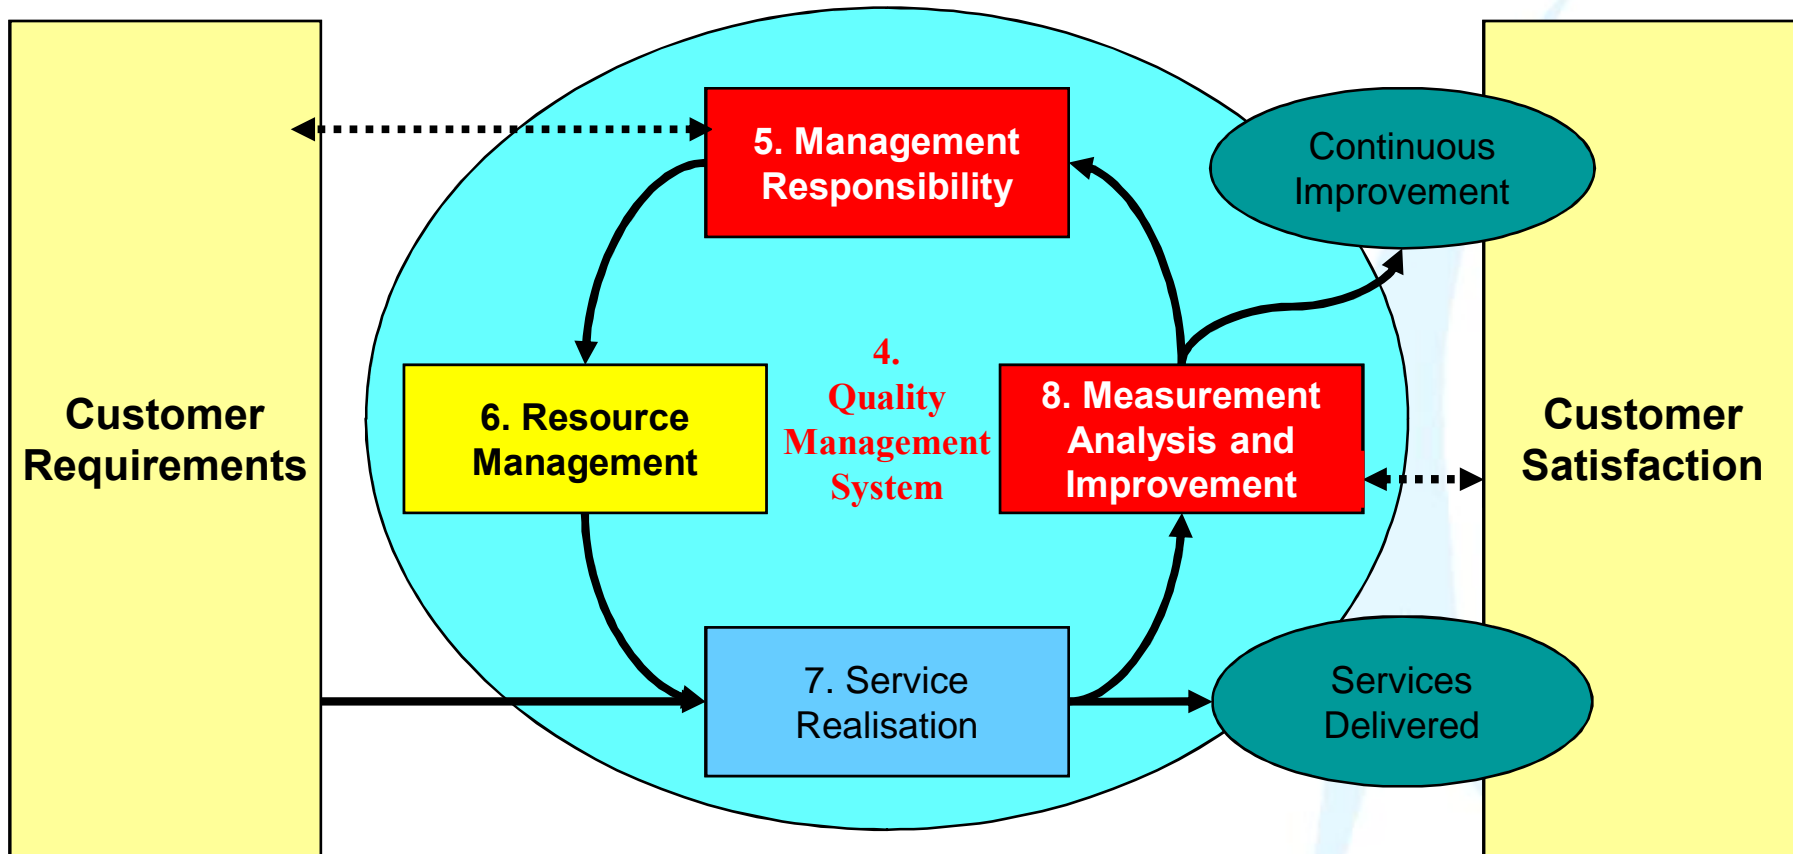 Customer
Requirements
5. Management
Responsibility
Continuous
Improvement
6. Resource
Management
4.
Quality
Management
System
8. Measurement
Analysis and
Improvement
Customer
Satisfaction
7. Service
Realisation
Services
Delivered